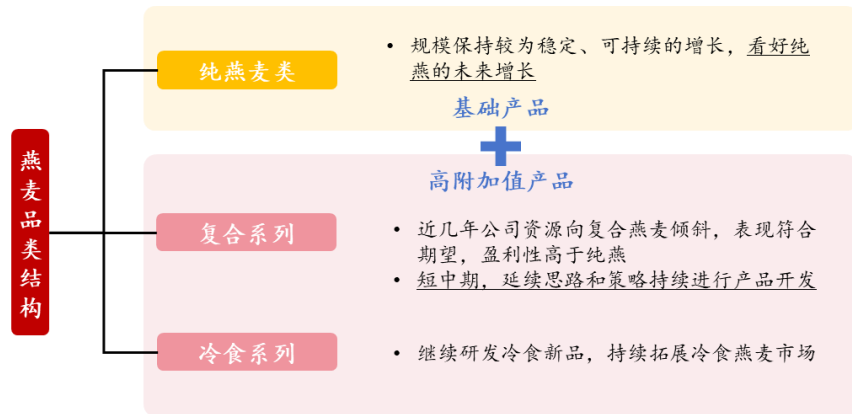 燕麦品类结构
纯燕麦类
• 规模保持较为稳定、可持续的增长，看好纯
燕的未来增长
基础产品
高附加值产品
复合系列
• 近几年公司资源向复合燕麦倾斜，表现符合
期望，盈利性高于纯燕
• 短中期，延续思路和策略持续进行产品开发
冷食系列
• 继续研发冷食新品，持续拓展冷食燕麦市场